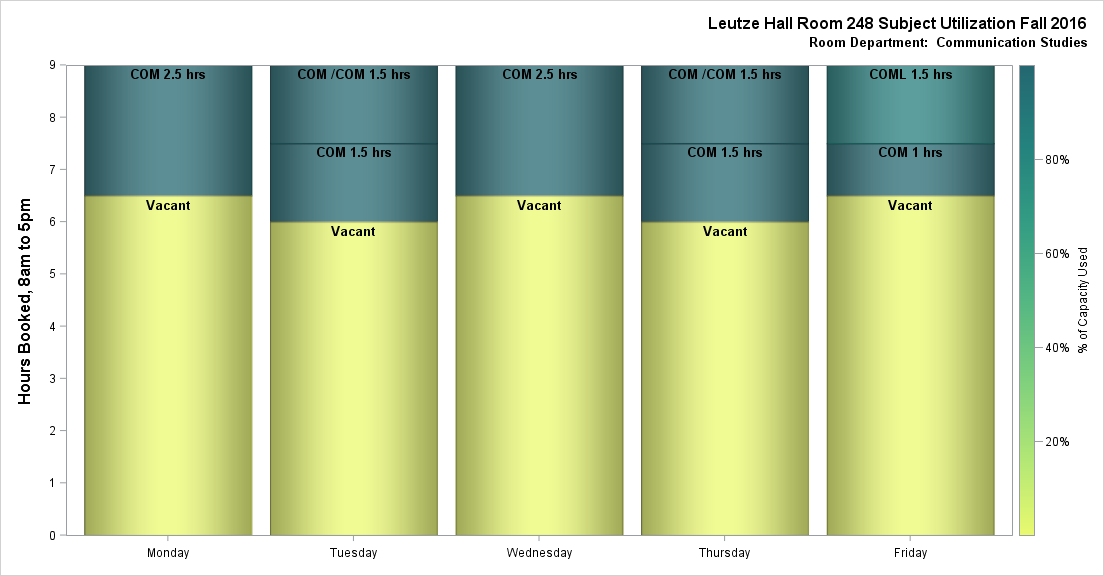 Leutze Hall Room 248 Subject Utilization Fall 2016
Room Department:  Communication Studies
Hours Booked, 8am to 5pm
9
8
7
6
5
4
3
2
1
0
COM 2.5 hrs
Vacant
COM /COM 1.5 hrs
COM 1.5 hrs
Vacant
COM 2.5 hrs
Vacant
COM /COM 1.5 hrs
COM 1.5 hrs
Vacant
COML 1.5 hrs
COM 1 hrs
Vacant
Monday
Tuesday
Wednesday
Thursday
Friday
80%
60%
40%
20%
% of Capacity Used